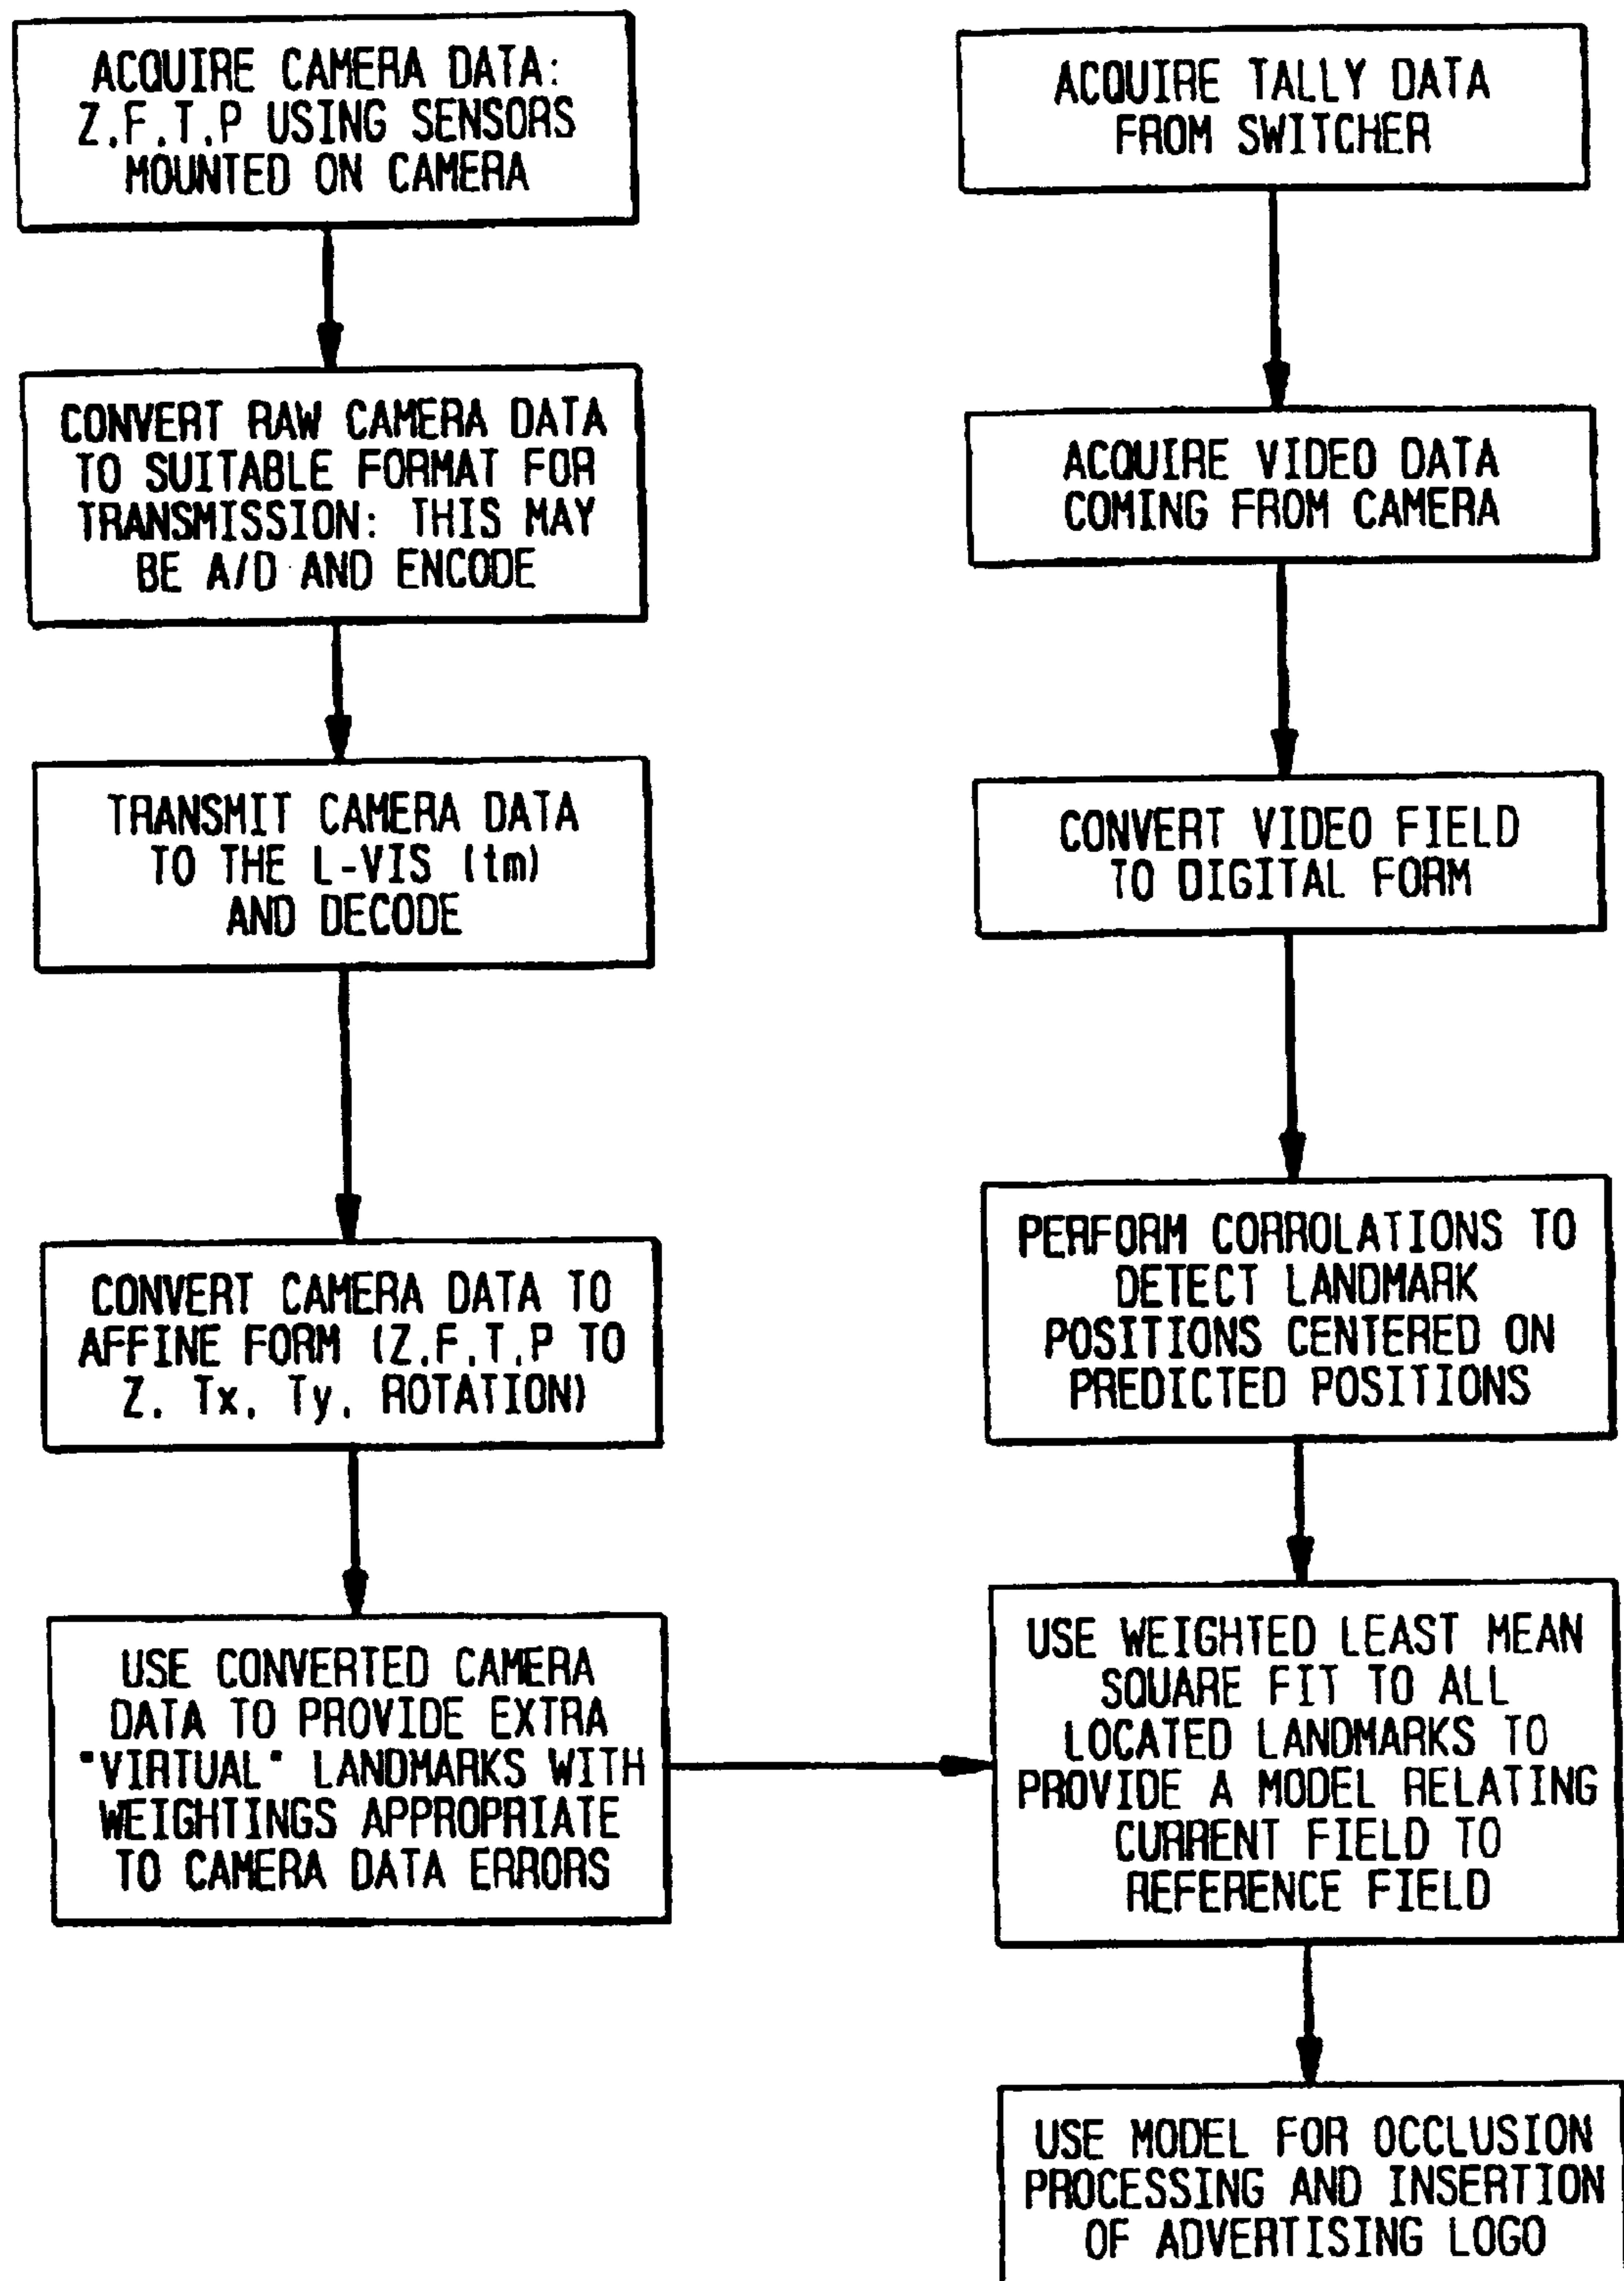 ACQUIRE CAMERA DATA:
Z.F.T.P USING SENSORS
MOUNTED ON CAMERA
CONVERT RAW CAMERA DATA
TO SUITABLE FORMAT FOR
TRANSMISSION: THIS MAY
BE A/D AND ENCODE
TRANSMIT CAMERA DATA
TO THE L-VIS (tm)
AND DECODE
CONVERT CAMERA DATA TO
AFFINE FORM (Z.F.T.P TO
Z. Tx. Ty. ROTATION)
USE CONVERTED CAMERA
DATA TO PROVIDE EXTRA
"VIRTUAL" LANDMARKS WITH
WEIGHTINGS APPROPRIATE
TO CAMERA DATA ERRORS
ACQUIRE TALLY DATA
FROM SWITCHER
ACQUIRE VIDEO DATA
COMING FROM CAMERA
CONVERT VIDEO FIELD
TO DIGITAL FORM
PERFORM CORROLATIONS TO
DETECT LANDMARK
POSITIONS CENTERED ON
PREDICTED POSITIONS
USE WEIGHTED LEAST MEAN
SQUARE FIT TO ALL
LOCATED LANDMARKS TO
PROVIDE A MODEL RELATING
CURRENT FIELD TO
REFERENCE FIELD
USE MODEL FOR OCCLUSION
PROCESSING AND INSERTION
OF ADVERTISING LOGO